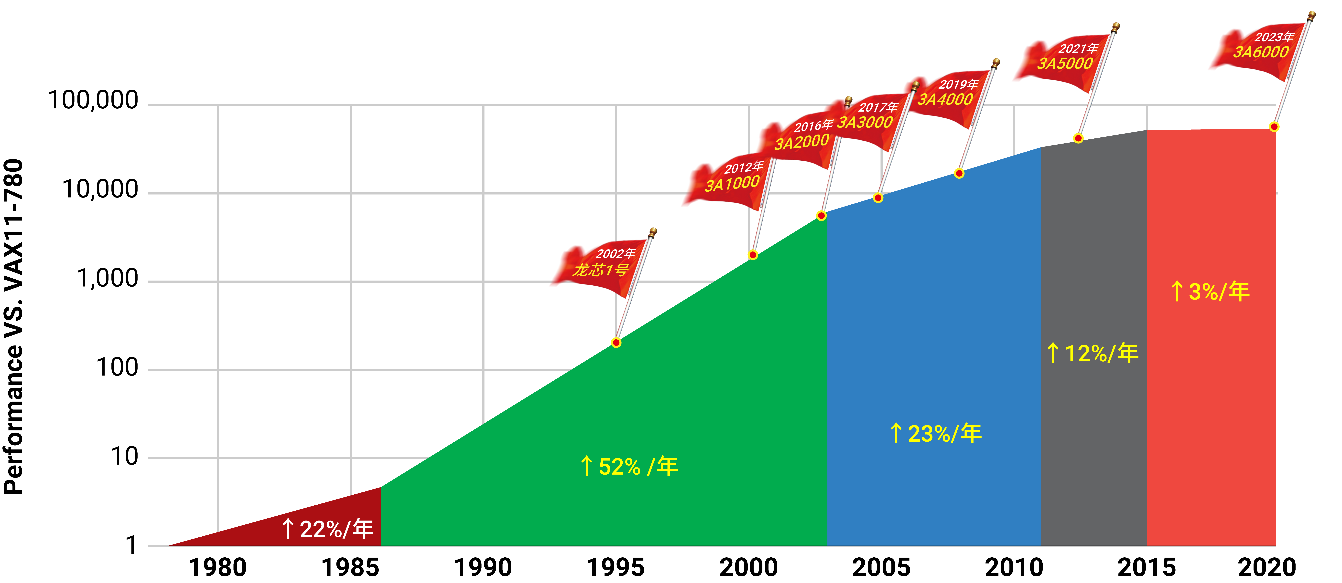 Performance VS. VAX11-780
100,000
10,000
1,000
100
10
1
2002年
龙芯1号
2012年
3A1000
2016年
3A2000
2017年
3A3000
2019年
3A4000
2021年
3A5000
2023年
3A6000
↑22%/年
↑52% /年
↑23%/年
↑12%/年
↑3%/年
1980 1985 1990 1995 2000 2005 2010 2015 2020